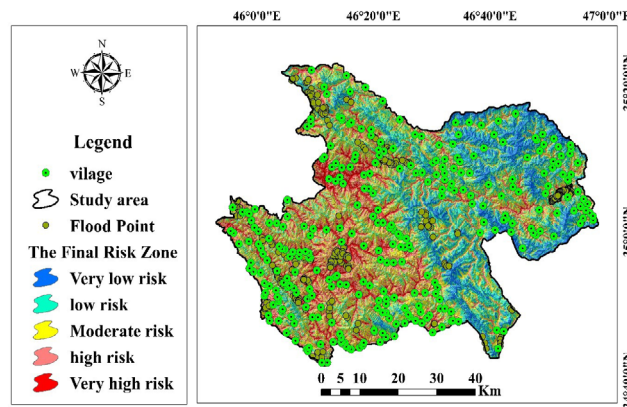 46°0'0"E 46°20'0"E 46°40'0"E 47°0'0"E
N
W E
S
Legend
vilage
Study area
Flood Point
The Final Risk Zone
Very low risk
low risk
Moderate risk
high risk
Very high risk
0 5 10 20 30 40
Km